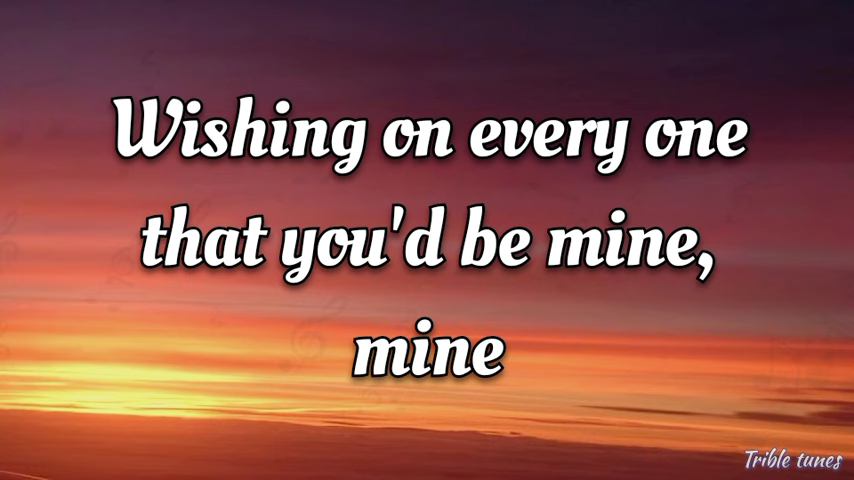 Wishing on every one
that you'd be mine,
mine
Trible tunes